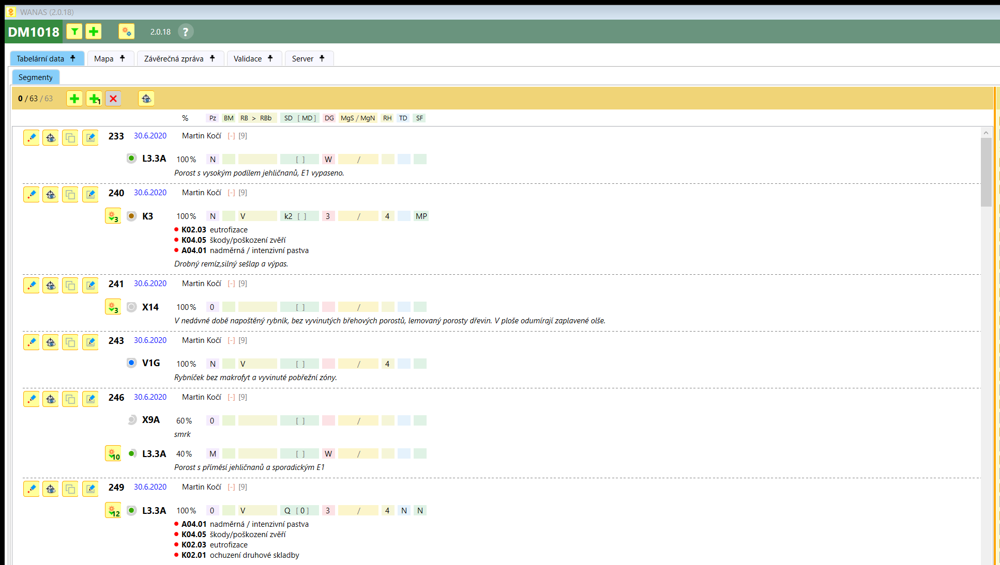 WANAS (2.0.18)
DM1018 2.0.18 ?
Tabelární data Mapa Závěrečná zpráva Validace Server
Segmenty
0 / 63 / 63 -1
% Pz BM RB > RBb SD [ MD ] DG MgS / MgN RH TD SF
233 30.6.2020 Martin Kočí [-] [9]
L3.3A 100% N [ ] W /
Porost s vysokým podílem jehličnanů, E1 vypaseno.
240 30.6.2020 Martin Kočí [-] [9]
3 K3 100% N V k2 [ ] 3 / 4 MP
K02.03 eutrofizace
K04.05 škody/poškození zvěří
A04.01 nadměrná / intenzivní pastva
Drobný remíz,silný sešlap a výpas.
241 30.6.2020 Martin Kočí [-] [9]
3 X14 100% 0 [ ] /
V nedávné době napoštěný rybník, bez vyvinutých břehových porostů, lemovaný porosty dřevin. V ploše odumírají zaplavené olše.
243 30.6.2020 Martin Kočí [-] [9]
V1G 100% N V [ ] / 4
Rybníček bez makrofyt a vyvinuté pobřežní zóny.
246 30.6.2020 Martin Kočí [-] [9]
X9A 60% 0 [ ] /
smrk
10 L3.3A 40% M [ ] W /
Porost s příměsí jehličnanů a sporadickým E1
249 30.6.2020 Martin Kočí [-] [9]
12 L3.3A 100% 0 V Q [ 0 ] 3 / 4 N N
A04.01 nadměrná / intenzivní pastva
K04.05 škody/poškození zvěří
K02.03 eutrofizace
K02.01 ochuzení druhové skladby